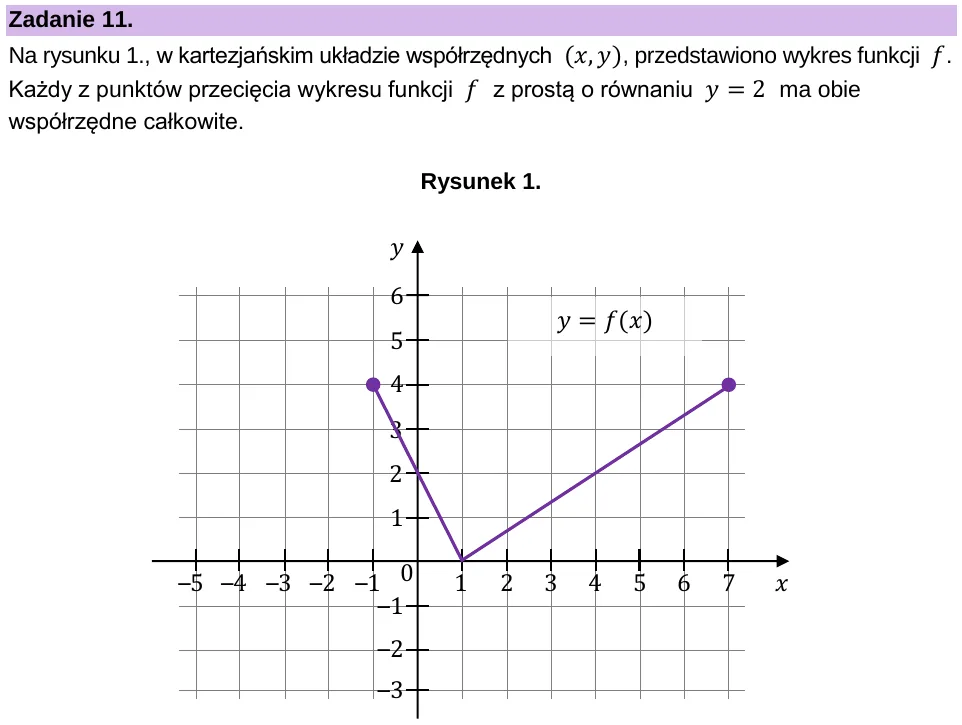 Zadanie 11.
Na rysunku 1., w kartezjańskim układzie współrzędnych (x, y), przedstawiono wykres funkcji f.
Każdy z punktów przecięcia wykresu funkcji f z prostą o równaniu y = 2 ma obie
współrzędne całkowite.
Rysunek 1.
y
6
y = f(x)
5
4
3
2
1
0
−5 −4 −3 −2 −1 1 2 3 4 5 6 7 x
−1
−2
−3